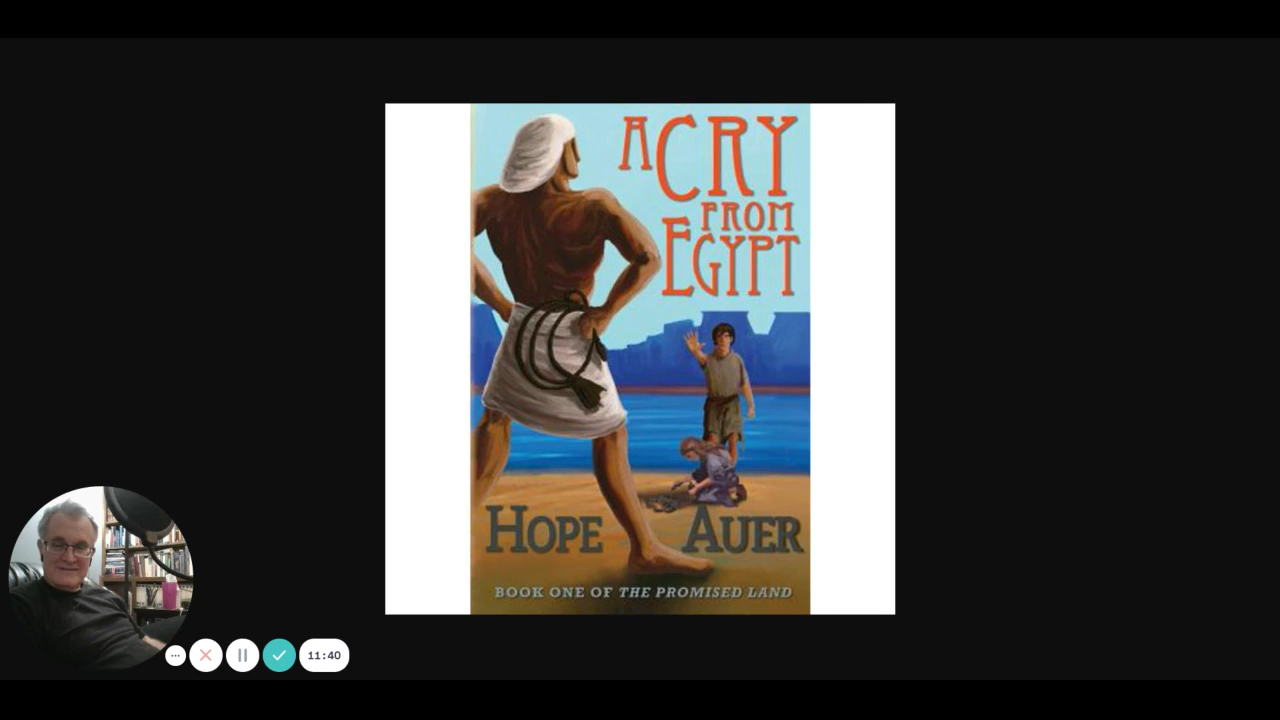 A CRY
FROM
EGYPT
HOPE AUER
BOOK ONE OF THE PROMISED LAND
11:40